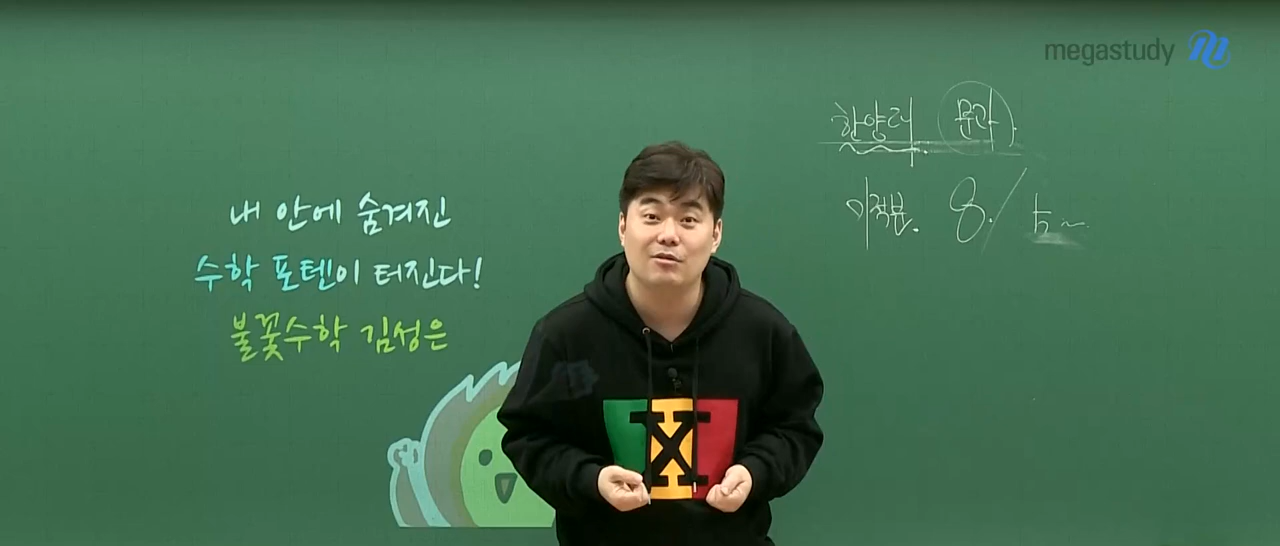 megastudy
내 안에 숨겨진
수학 포텐이 터진다!
불꽃수학 김성은
한양대 문과
미적분. 8. /
X